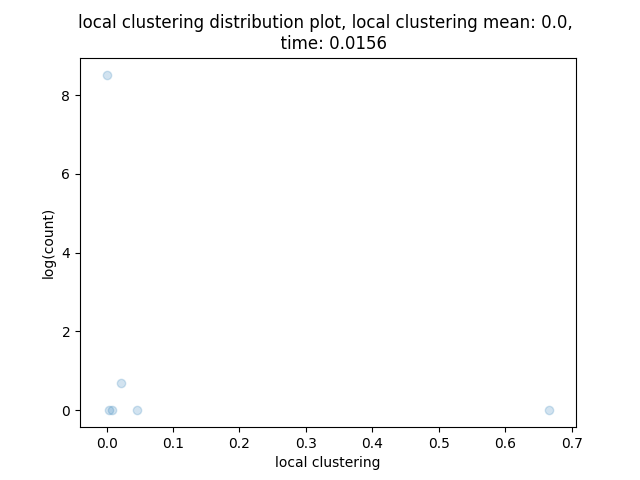 local clustering distribution plot, local clustering mean: 0.0,
time: 0.0156
8
6
4
2
0
log(count)
0.0 0.1 0.2 0.3 0.4 0.5 0.6 0.7
local clustering